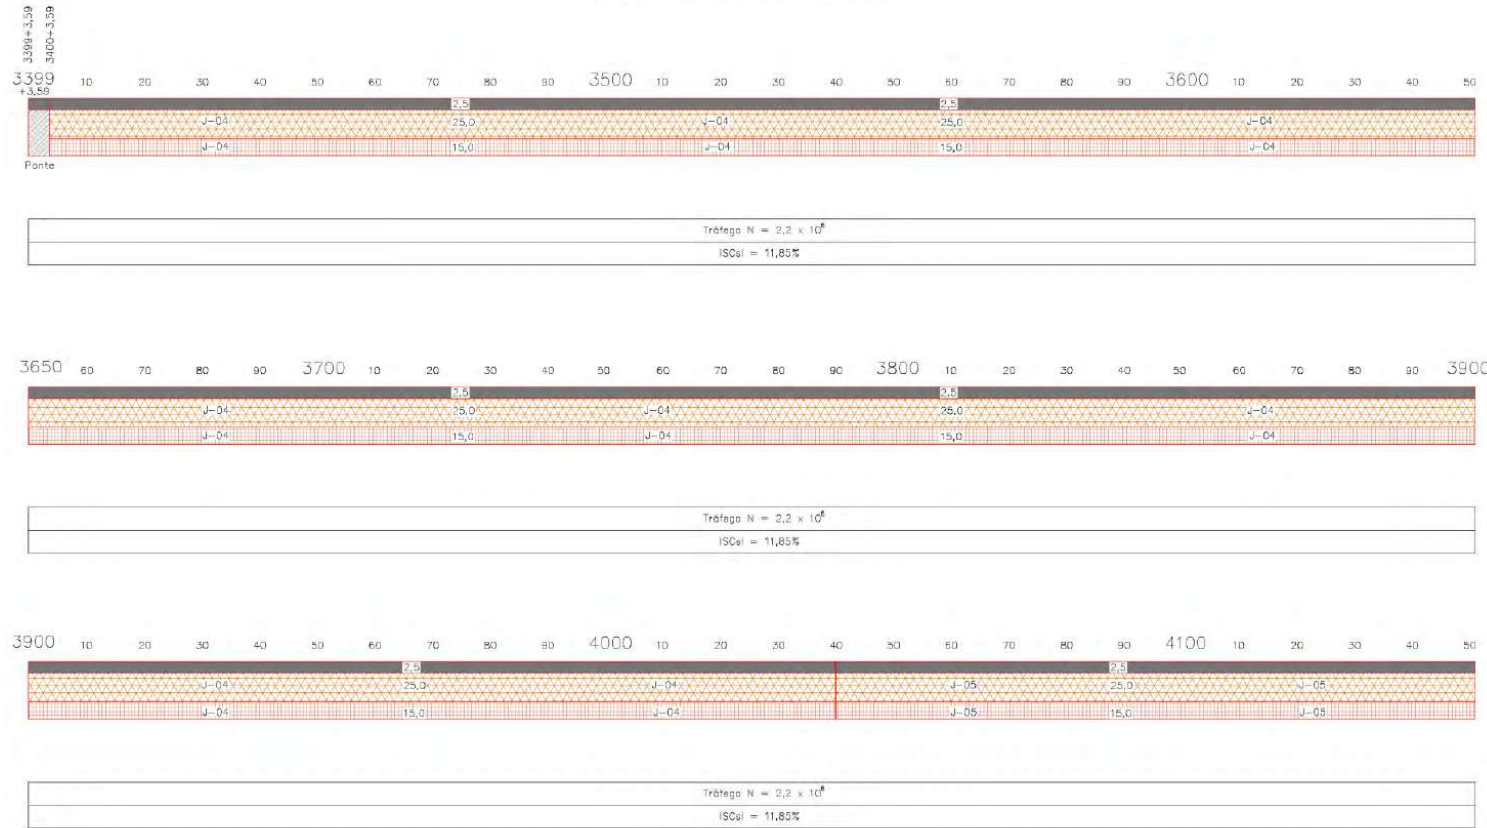 3399+3,59
3400+3,59
3399 10 20 30 40 50 60 70 80 90 3500 10 20 30 40 50 60 70 80 90 3600 10 20 30 40 50
+3,59
2,5 2,5
J-04 25,0 J-04 25,0 J-04
J-04 15,0 J-04 15,0 J-04
Ponte
Tráfego N = 2,2 x 10⁶
ISCsl = 11,85%
3650 60 70 80 90 3700 10 20 30 40 50 60 70 80 90 3800 10 20 30 40 50 60 70 80 90 3900
2,5 2,5
J-04 25,0 J-04 25,0 J-04
J-04 15,0 J-04 15,0 J-04
Tráfego N = 2,2 x 10⁶
ISCsl = 11,85%
3900 10 20 30 40 50 60 70 80 90 4000 10 20 30 40 50 60 70 80 90 4100 10 20 30 40 50
2,5 2,5
J-04 25,0 J-04 J-05 25,0 J-05
J-04 15,0 J-04 J-05 15,0 J-05
Tráfego N = 2,2 x 10⁶
ISCsl = 11,85%